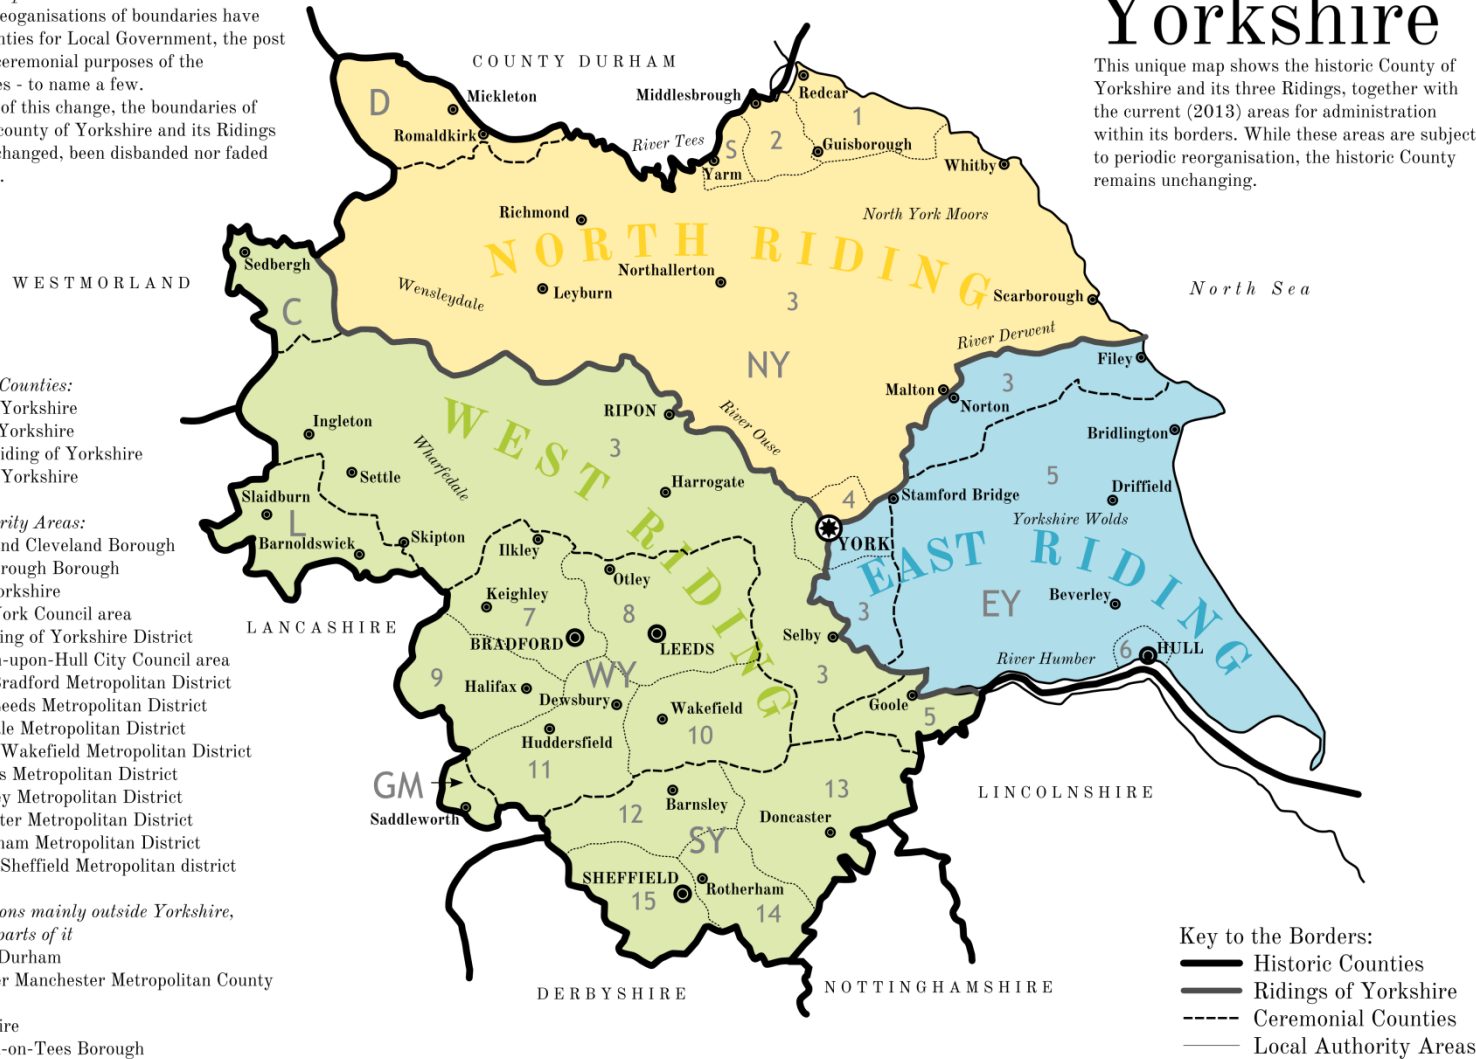 eoganisations of boundaries have
nties for Local Government, the post
ceremonial purposes of the
es - to name a few.
of this change, the boundaries of
county of Yorkshire and its Ridings
changed, been disbanded nor faded
Yorkshire
This unique map shows the historic County of
Yorkshire and its three Ridings, together with
the current (2013) areas for administration
within its borders. While these areas are subject
to periodic reorganisation, the historic County
remains unchanging.
COUNTY DURHAM
Mickleton
D
Romaldkirk
Middlesbrough
Redcar
River Tees
S
2
1
Guisborough
Yarm
Whitby
Richmond
North York Moors
NORTH RIDING
Sedbergh
WESTMORLAND
Northallerton
Wensleydale
Leyburn
3
Scarborough
North Sea
C
River Derwent
NY
Filey
3
Malton
Norton
Counties:
Yorkshire
Yorkshire
iding of Yorkshire
Yorkshire
RIPON
River Ouse
Ingleton
WEST RIDING
3
Wharfedale
Settle
Harrogate
Bridlington
5
Driffield
Slaidburn
L
4
Stamford Bridge
Yorkshire Wolds
Barnoldswick
Skipton
Ilkley
YORK
EAST RIDING
Otley
Keighley
7
8
3
EY
Beverley
LANCASHIRE
BRADFORD
LEEDS
Selby
River Humber
6
HULL
WY
9
Halifax
Dewsbury
3
Goole
5
Wakefield
10
Huddersfield
11
GM
Saddleworth
12
Barnsley
13
Doncaster
LINCOLNSHIRE
SY
SHEFFIELD
15
Rotherham
14
DERBYSHIRE
NOTTINGHAMSHIRE
rity Areas:
nd Cleveland Borough
rough Borough
orkshire
York Council area
ing of Yorkshire District
n-upon-Hull City Council area
Bradford Metropolitan District
Leeds Metropolitan District
le Metropolitan District
Wakefield Metropolitan District
s Metropolitan District
ey Metropolitan District
ter Metropolitan District
ham Metropolitan District
Sheffield Metropolitan district
ons mainly outside Yorkshire,
parts of it
Durham
er Manchester Metropolitan County
ire
-on-Tees Borough
Key to the Borders:
Historic Counties
Ridings of Yorkshire
Ceremonial Counties
Local Authority Areas